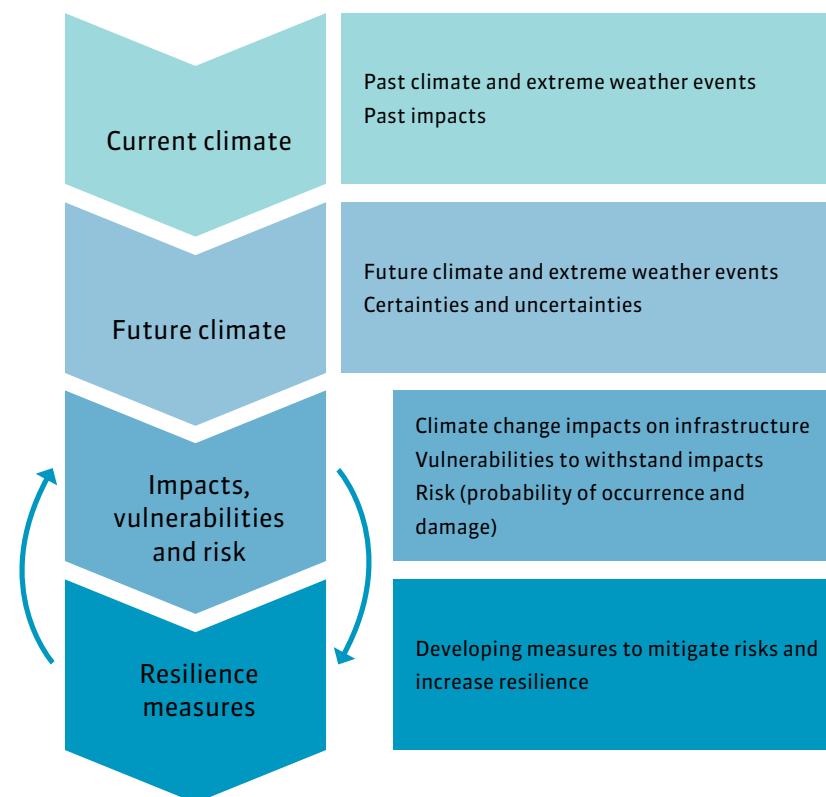 Current climate
Past climate and extreme weather events
Past impacts
Future climate
Future climate and extreme weather events
Certainties and uncertainties
Impacts,
vulnerabilities
and risk
Climate change impacts on infrastructure
Vulnerabilities to withstand impacts
Risk (probability of occurrence and
damage)
Resilience
measures
Developing measures to mitigate risks and
increase resilience